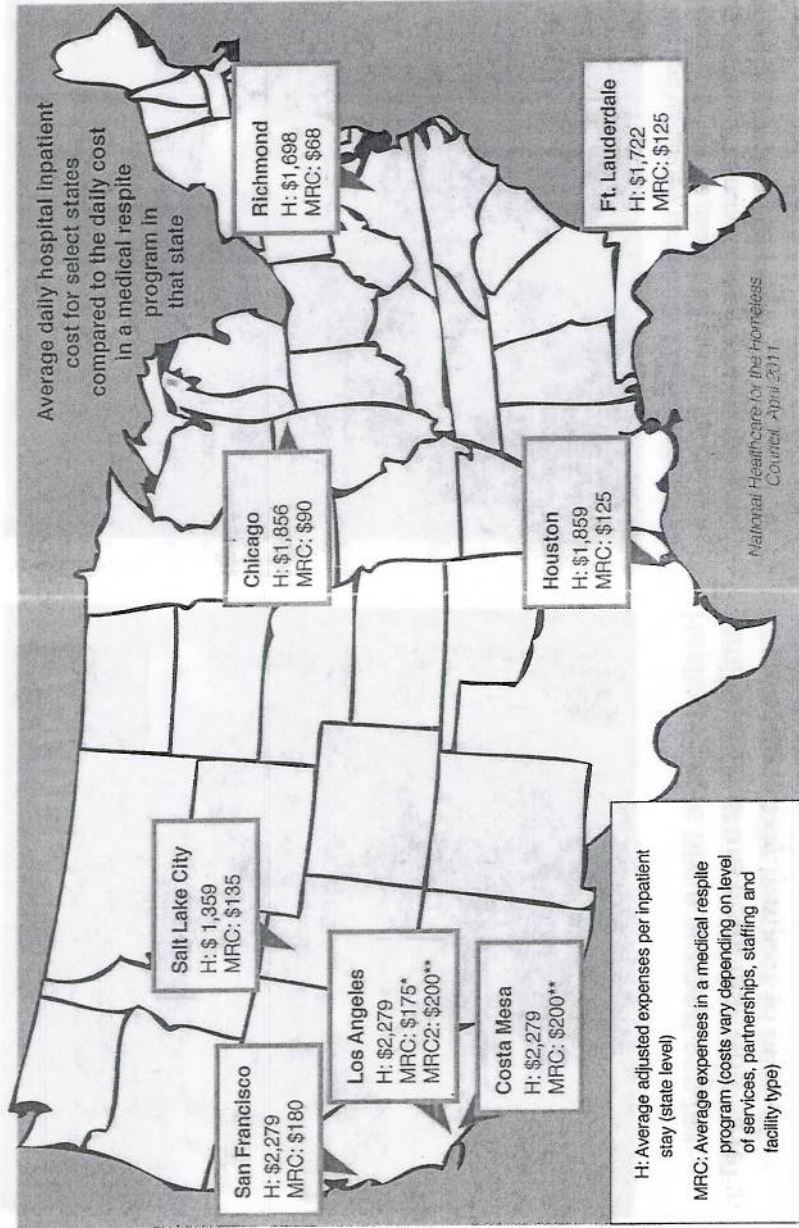 Average daily hospital inpatient
cost for select states
compared to the daily cost
in a medical respite
program in
that state
San Francisco
H: $2,279
MRC: $180
Salt Lake City
H: $ 1,359
MRC: $135
Los Angeles
H: $2,279
MRC: $175*
MRC2: $200**
Costa Mesa
H: $2,279
MRC: $200**
Chicago
H: $1,856
MRC: $90
Houston
H: $1,859
MRC: $125
Richmond
H: $1,698
MRC: $68
Ft. Lauderdale
H: $1,722
MRC: $125
H: Average adjusted expenses per inpatient
stay (state level)
MRC: Average expenses in a medical respite
program (costs vary depending on level
of services, partnerships, staffing and
facility type)
National Healthcare for the Homeless
Council, April 2011